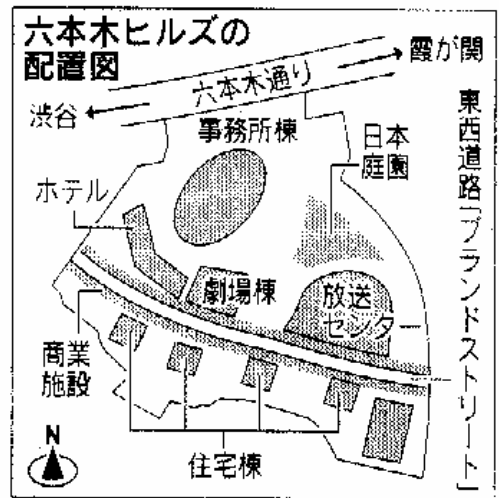 六本木ヒルズの
配置図
霞が関
六本木通り
渋谷
事務所棟
日本
庭園
東西道路「ブランドストリート」
ホテル
劇場棟
放送
センター
商業
施設
住宅棟
N